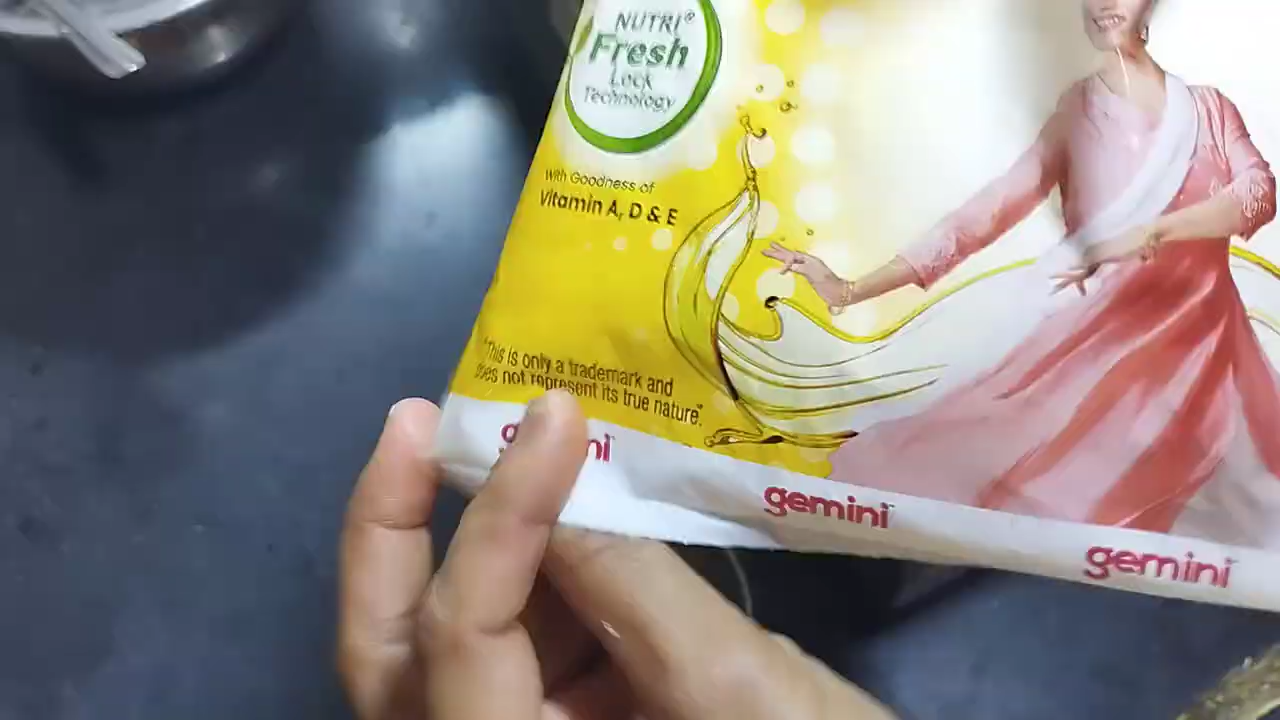 NUTRI®
Fresh
Lock
Technology
With Goodness of
Vitamin A, D & E
"This is only a trademark and
does not represent its true nature."
gemini
gemini
gemini